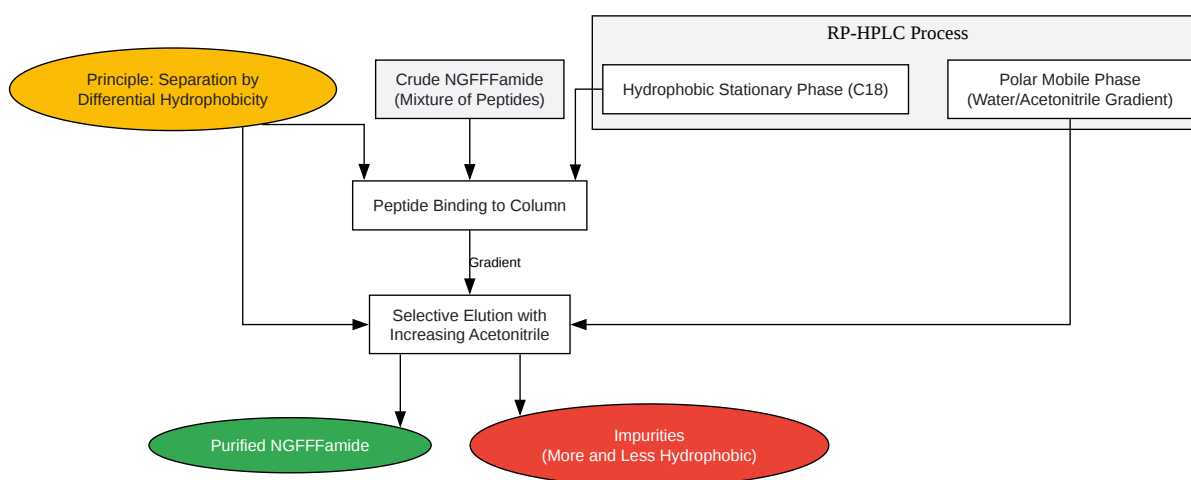 RP-HPLC Process
Principle: Separation by
Differential Hydrophobicity
Crude NGFFFamide
(Mixture of Peptides)
Hydrophobic Stationary Phase (C18)
Polar Mobile Phase
(Water/Acetonitrile Gradient)
Peptide Binding to Column
Gradient
Selective Elution with
Increasing Acetonitrile
Purified NGFFFamide
Impurities
(More and Less Hydrophobic)